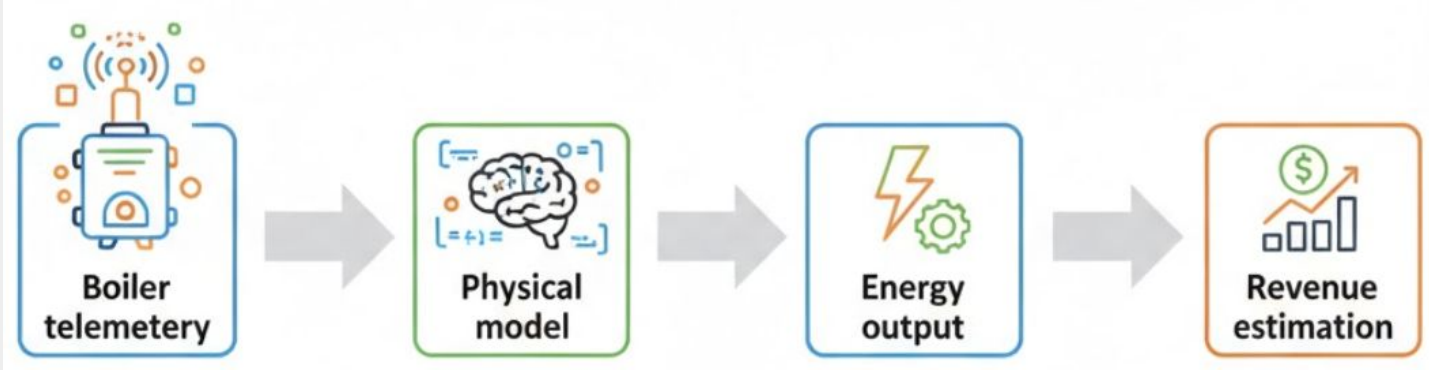 Boiler
telemetery
Physical
model
Energy
output
$
Revenue
estimation